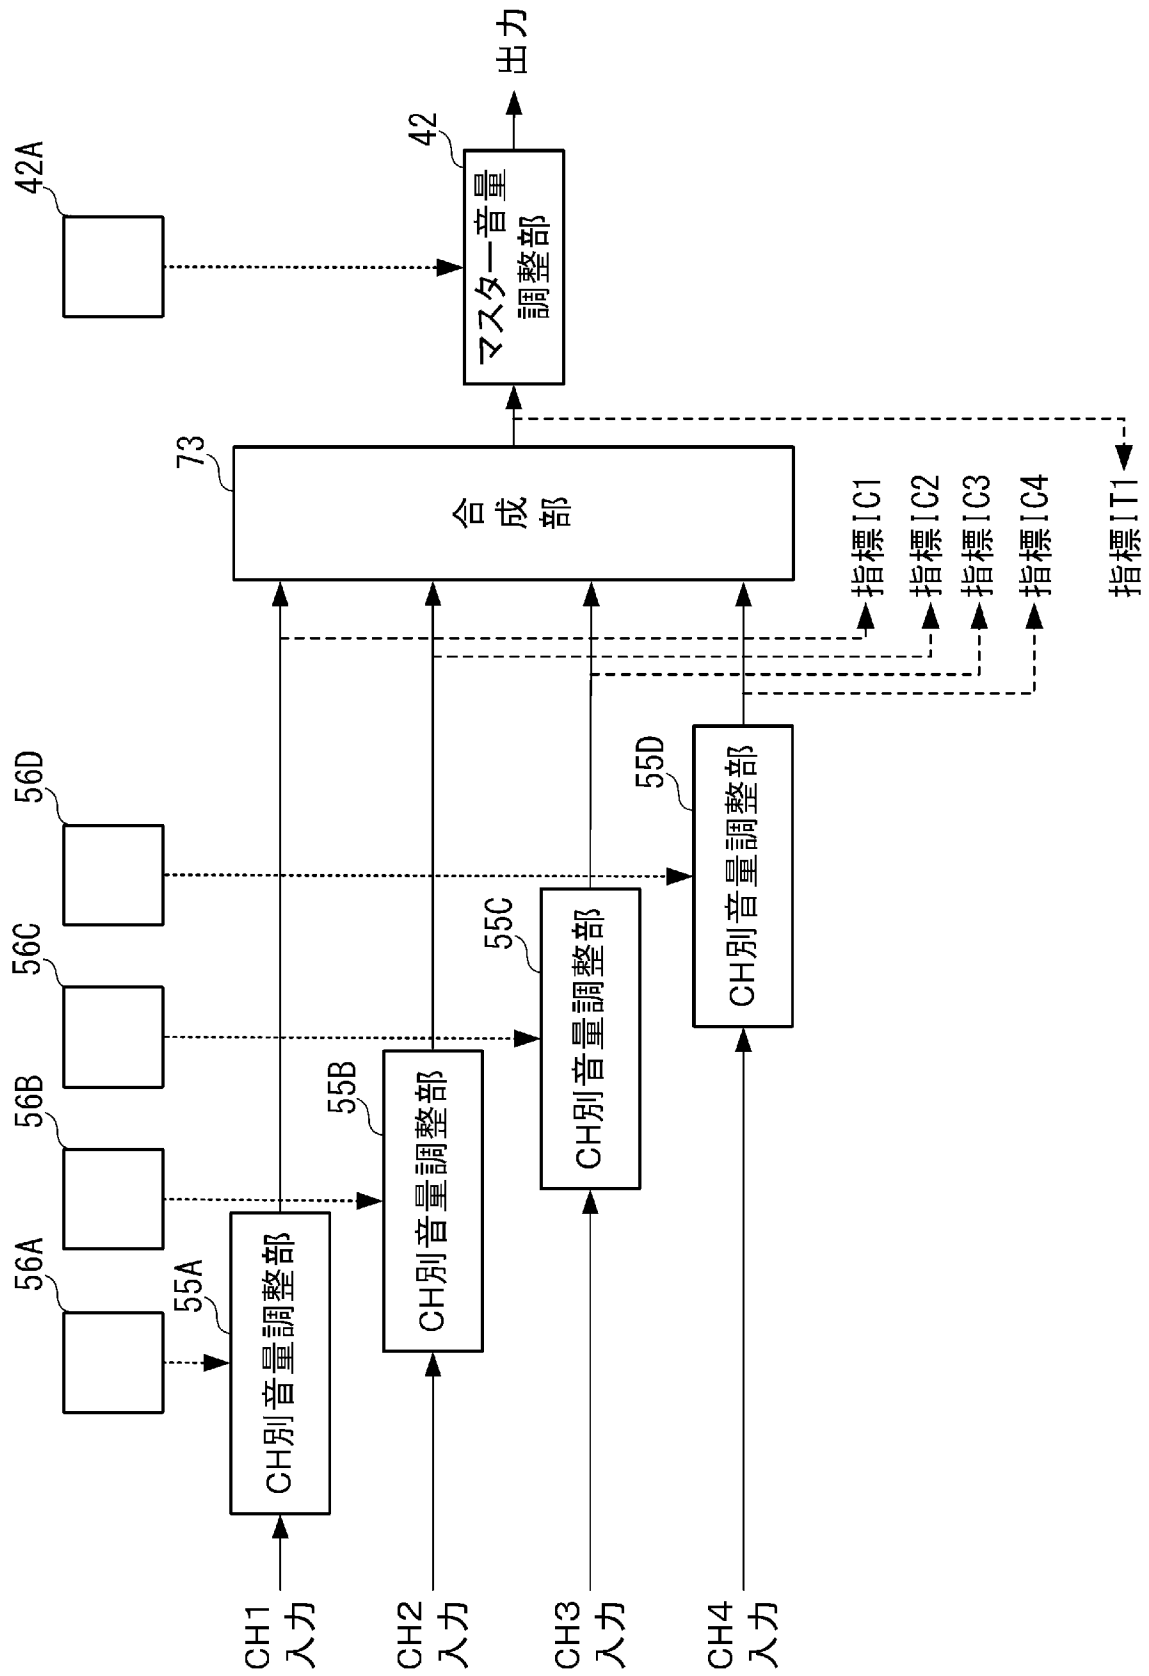 56A
56B
56C
56D
42A
CH1
入力
CH別音量調整部
55A
CH2
入力
CH別音量調整部
55B
CH3
入力
CH別音量調整部
55C
CH4
入力
CH別音量調整部
55D
合成部
73
マスター音量
調整部
42
出力
指標IC1
指標IC2
指標IC3
指標IC4
指標IT1